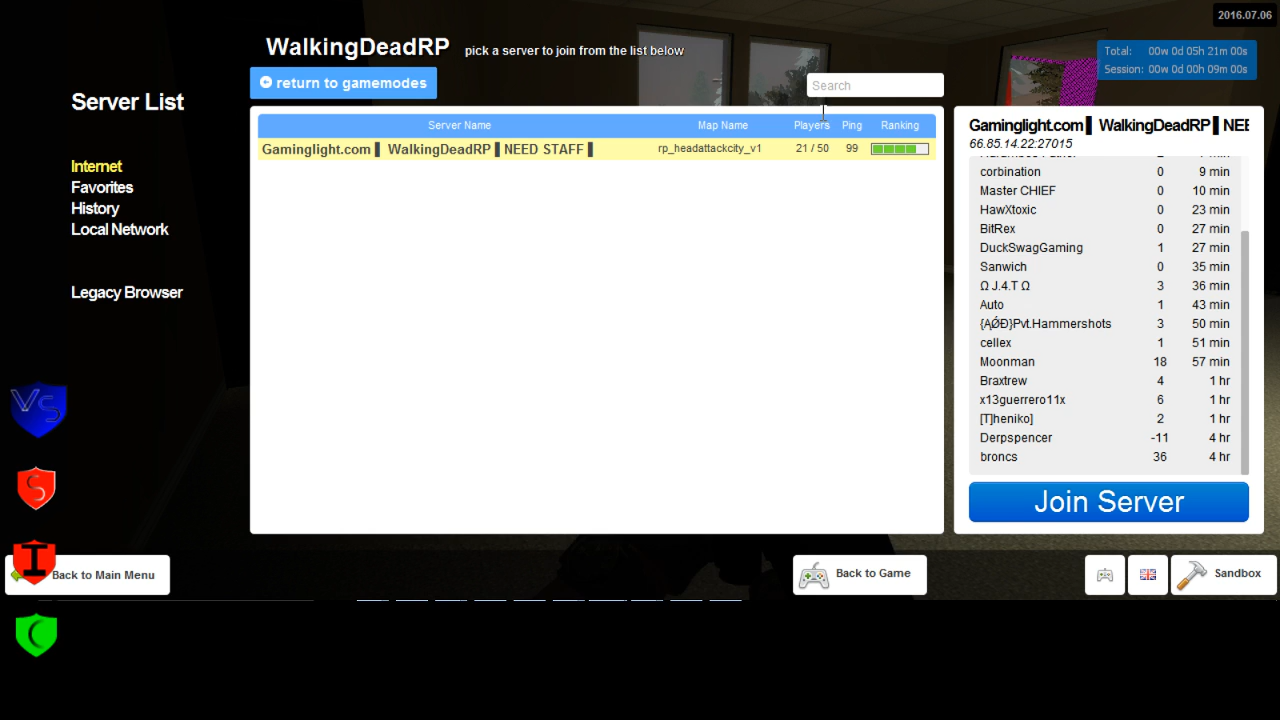 2016.07.06
WalkingDeadRP pick a server to join from the list below
Total: 00w 0d 05h 21m 00s
Session: 00w 0d 00h 09m 00s
return to gamemodes
Search
Server List
Internet
Favorites
History
Local Network
Legacy Browser
Server Name Map Name Players Ping Ranking
Gaminglight.com ▌ WalkingDeadRP ▌NEED STAFF ▌ rp_headattackcity_v1 21 / 50 99
Gaminglight.com ▌ WalkingDeadRP ▌NEE
66.85.14.22:27015
corbination 0 9 min
Master CHIEF 0 10 min
HawXtoxic 0 23 min
BitRex 0 27 min
DuckSwagGaming 1 27 min
Sanwich 0 35 min
Ω J.4.T Ω 3 36 min
Auto 1 43 min
{ĄǾĐ}Pvt.Hammershots 3 50 min
cellex 1 51 min
Moonman 18 57 min
Braxtrew 4 1 hr
x13guerrero11x 6 1 hr
[T]heniko] 2 1 hr
Derpspencer -11 4 hr
broncs 36 4 hr
Join Server
VS
S
I
C
Back to Main Menu
Back to Game
Sandbox